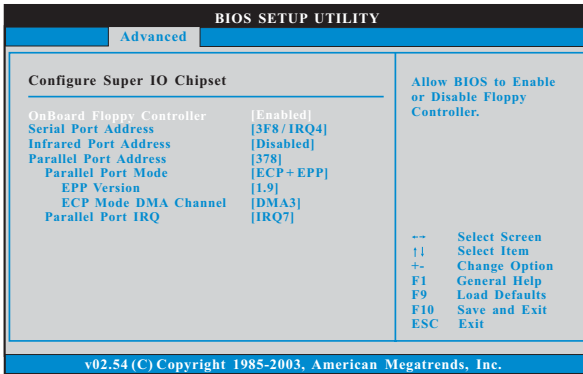 BIOS SETUP UTILITY
Advanced
Configure Super IO Chipset
OnBoard Floppy Controller [Enabled]
Serial Port Address [3F8 / IRQ4]
Infrared Port Address [Disabled]
Parallel Port Address [378]
Parallel Port Mode [ECP + EPP]
EPP Version [1.9]
ECP Mode DMA Channel [DMA3]
Parallel Port IRQ [IRQ7]
Allow BIOS to Enable
or Disable Floppy
Controller.
←→ Select Screen
↑↓ Select Item
+- Change Option
F1 General Help
F9 Load Defaults
F10 Save and Exit
ESC Exit
v02.54 (C) Copyright 1985-2003, American Megatrends, Inc.